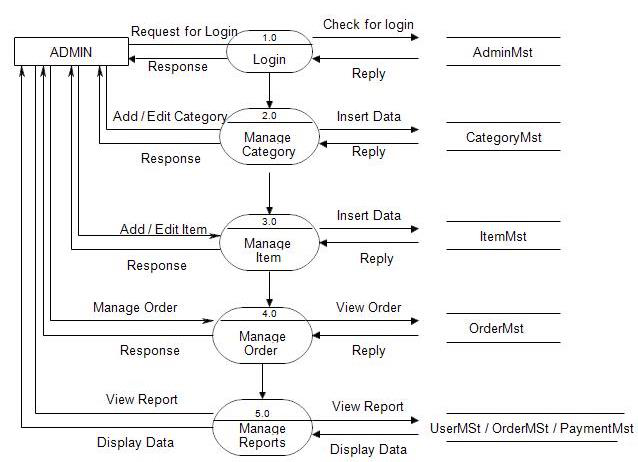 Request for Login
Check for login
ADMIN
1.0
Login
AdminMst
Response
Reply
Add / Edit Category
2.0
Insert Data
Manage
Category
CategoryMst
Response
Reply
Add / Edit Item
3.0
Insert Data
Manage
Item
ItemMst
Response
Reply
Manage Order
4.0
View Order
Manage
Order
OrderMst
Response
Reply
View Report
5.0
View Report
Manage
Reports
UserMSt / OrderMSt / PaymentMst
Display Data
Display Data